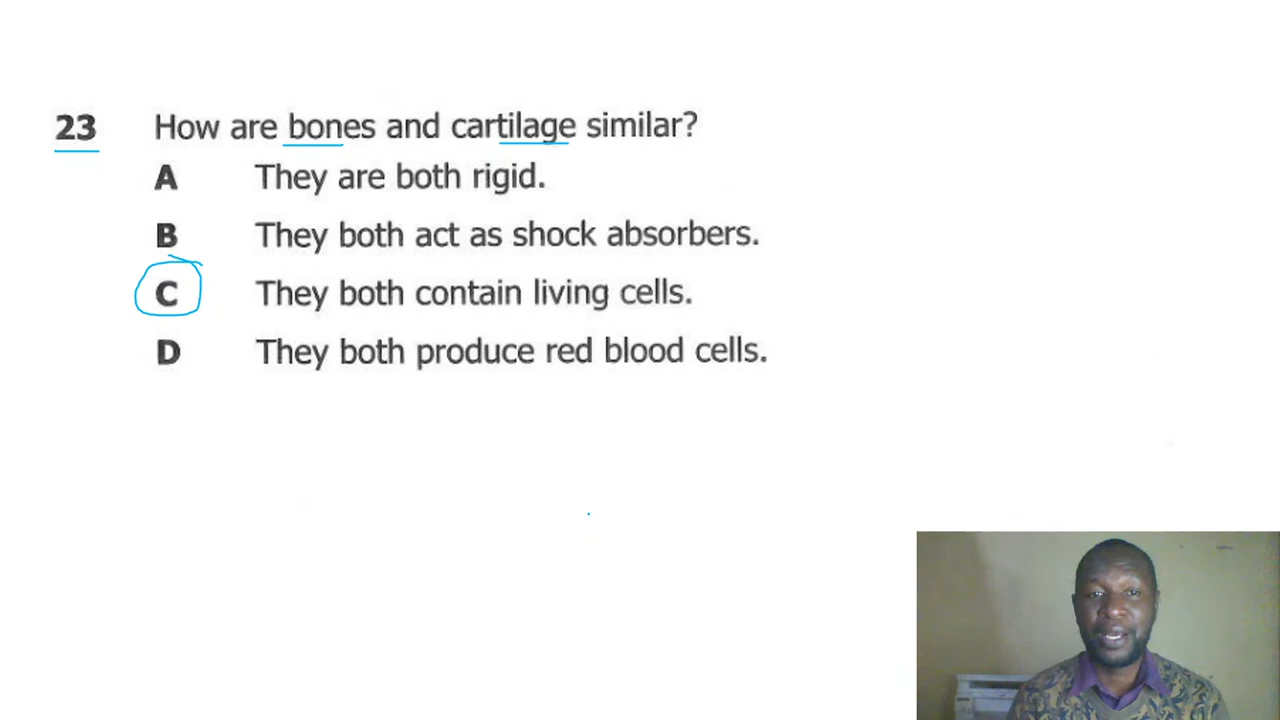 23 How are bones and cartilage similar?
A They are both rigid.
B They both act as shock absorbers.
C They both contain living cells.
D They both produce red blood cells.